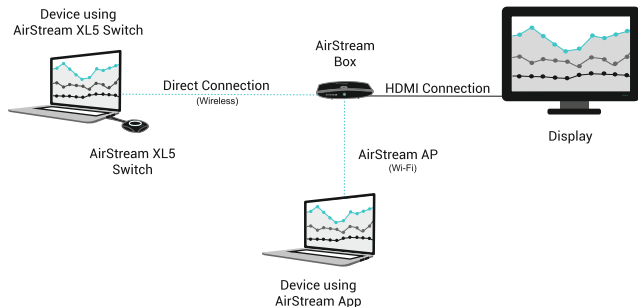 Device using
AirStream XL5 Switch
AirStream
Box
Direct Connection
(Wireless)
HDMI Connection
AirStream XL5
Switch
Display
AirStream AP
(Wi-Fi)
Device using
AirStream App